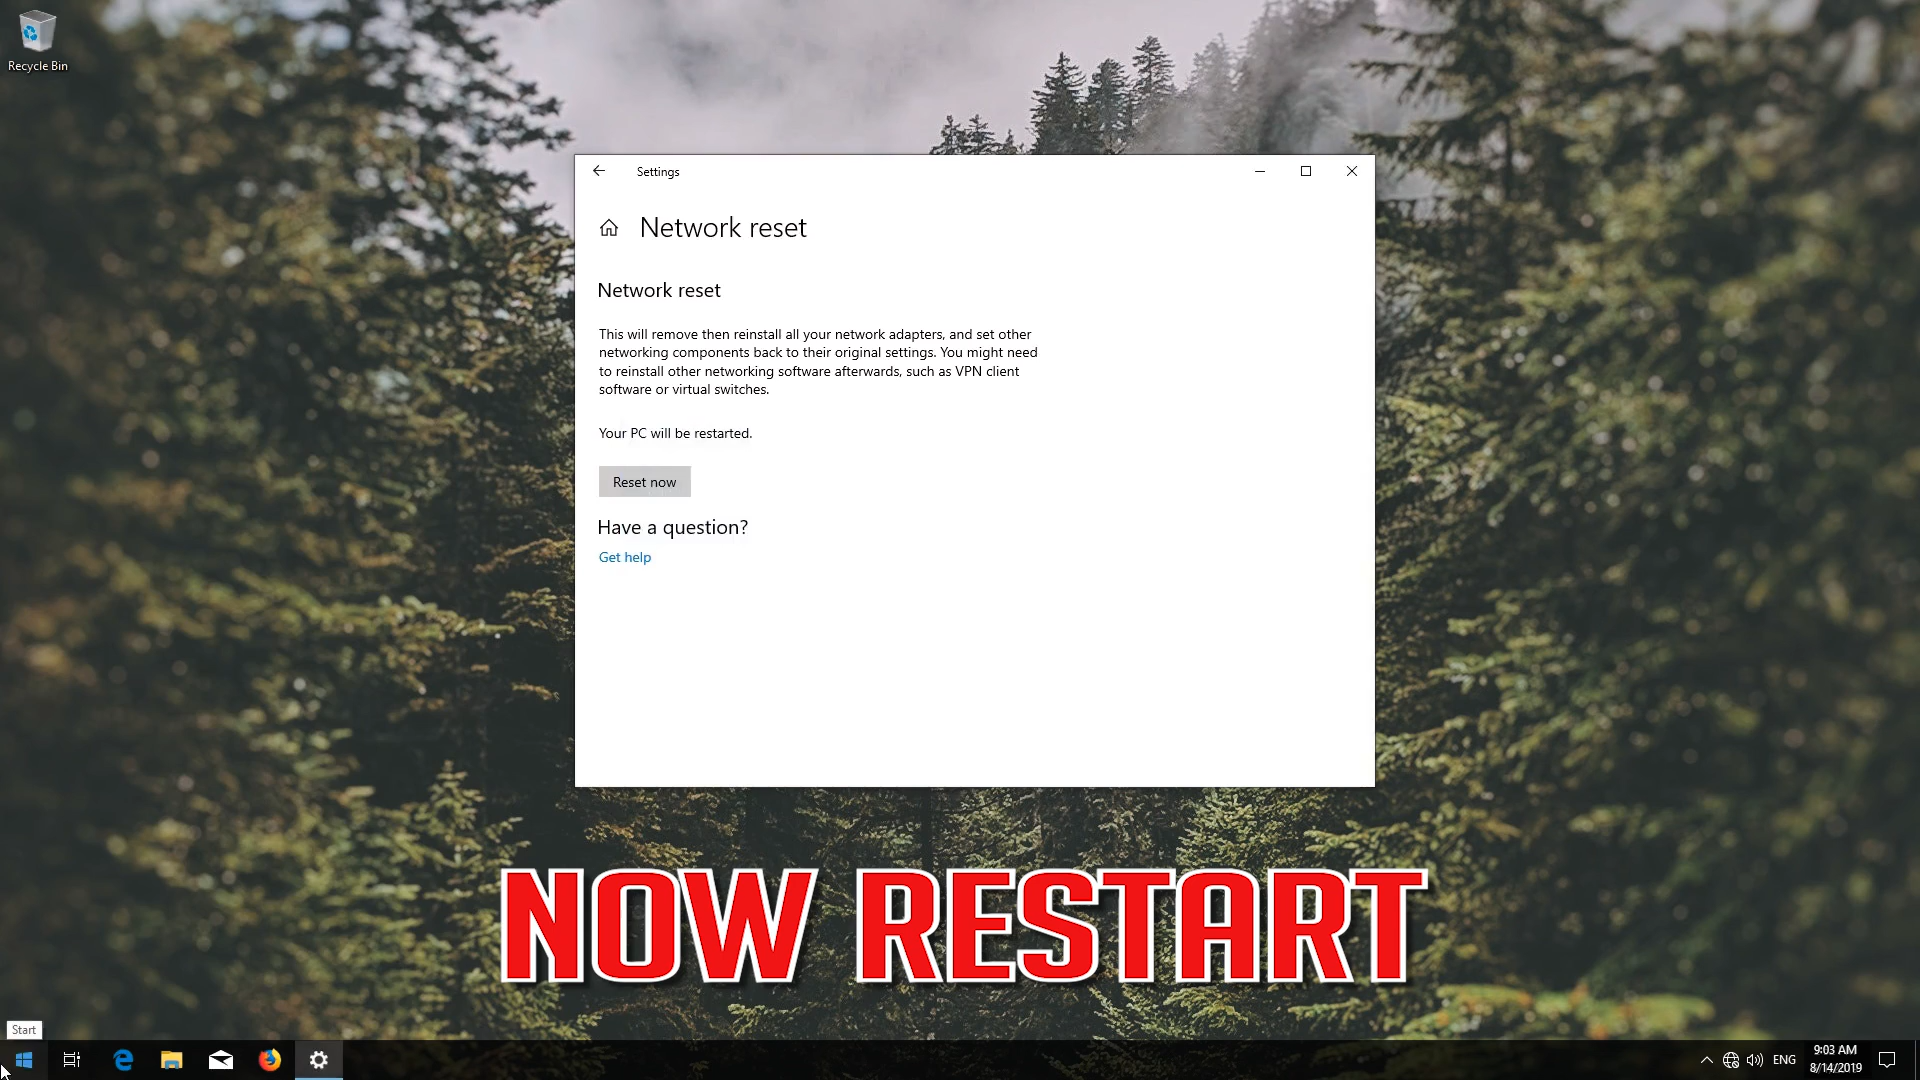 Recycle Bin
Settings
Network reset
Network reset
This will remove then reinstall all your network adapters, and set other
networking components back to their original settings. You might need
to reinstall other networking software afterwards, such as VPN client
software or virtual switches.
Your PC will be restarted.
Reset now
Have a question?
Get help
NOW RESTART
Start
ENG
9:03 AM
8/14/2019